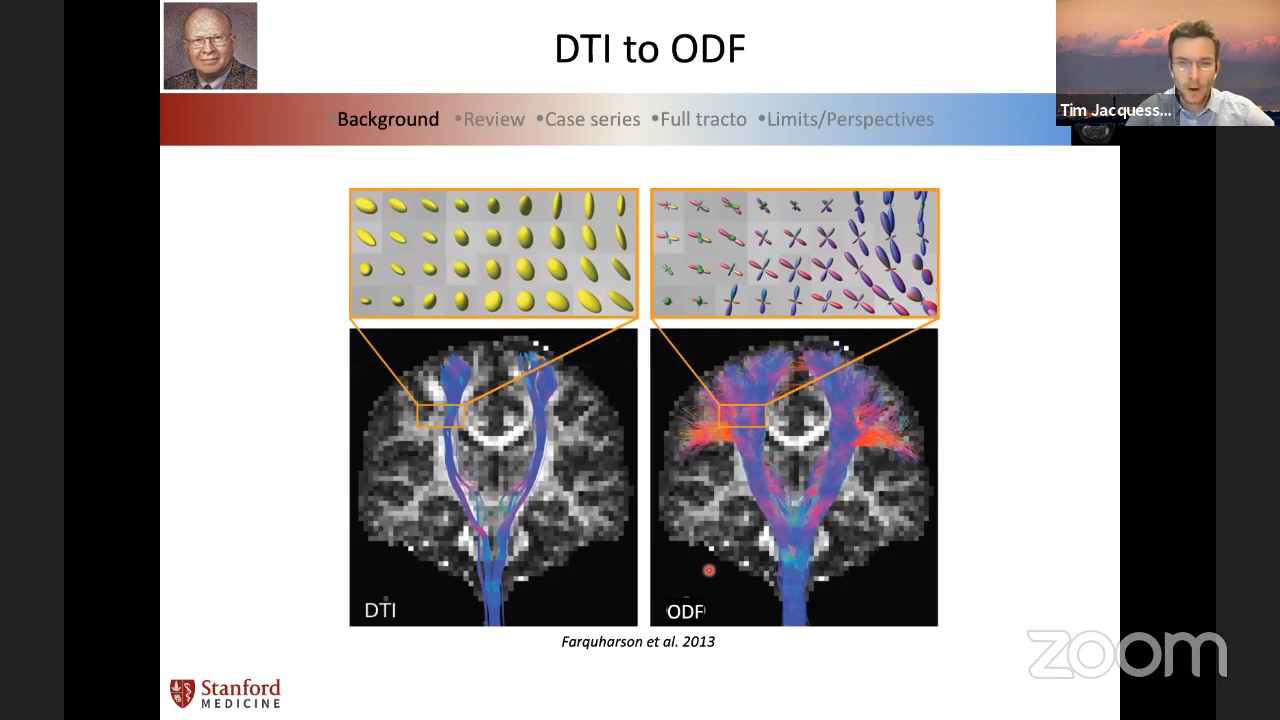 DTI to ODF
Tim Jacquess...
•Background •Review •Case series •Full tracto •Limits/Perspectives
DTI
ODF
Farquharson et al. 2013
zoom
Stanford
MEDICINE